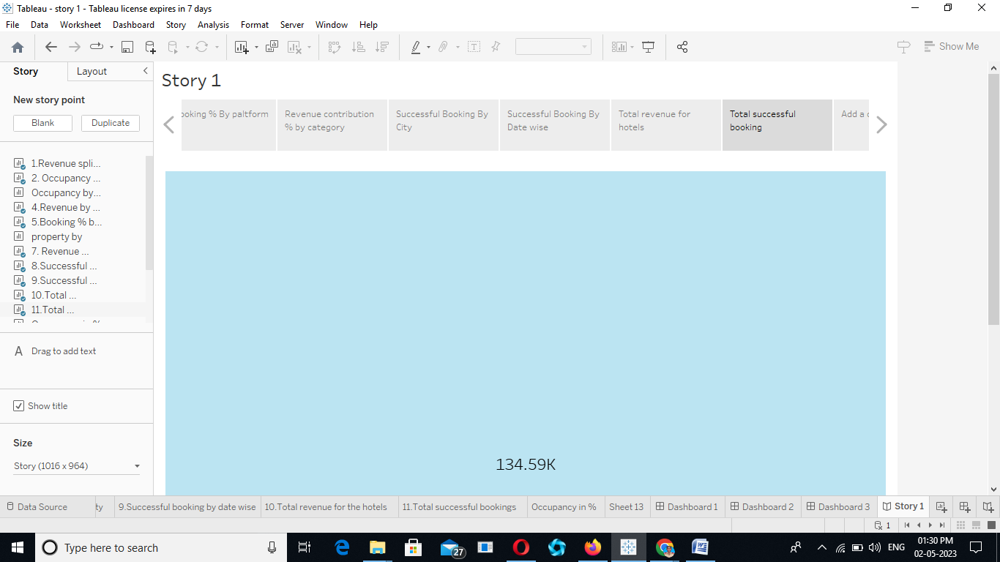 Tableau - story 1 - Tableau license expires in 7 days
File Data Worksheet Dashboard Story Analysis Format Server Window Help
Show Me
Story Layout
New story point
Blank Duplicate
1.Revenue spli...
2. Occupancy ...
Occupancy by...
4.Revenue by ...
5.Booking % b...
property by
7. Revenue ...
8.Successful ...
9.Successful ...
10.Total ...
11.Total ...
A Drag to add text
Show title
Size
Story (1016 x 964)
Story 1
ooking % By paltform
Revenue contribution
% by category
Successful Booking By
City
Successful Booking By
Date wise
Total revenue for
hotels
Total successful
booking
Add a c
134.59K
Data Source ty 9.Successful booking by date wise 10.Total revenue for the hotels 11.Total successful bookings Occupancy in % Sheet 13 Dashboard 1 Dashboard 2 Dashboard 3 Story 1
1
Type here to search
27
ENG
01:30 PM
02-05-2023